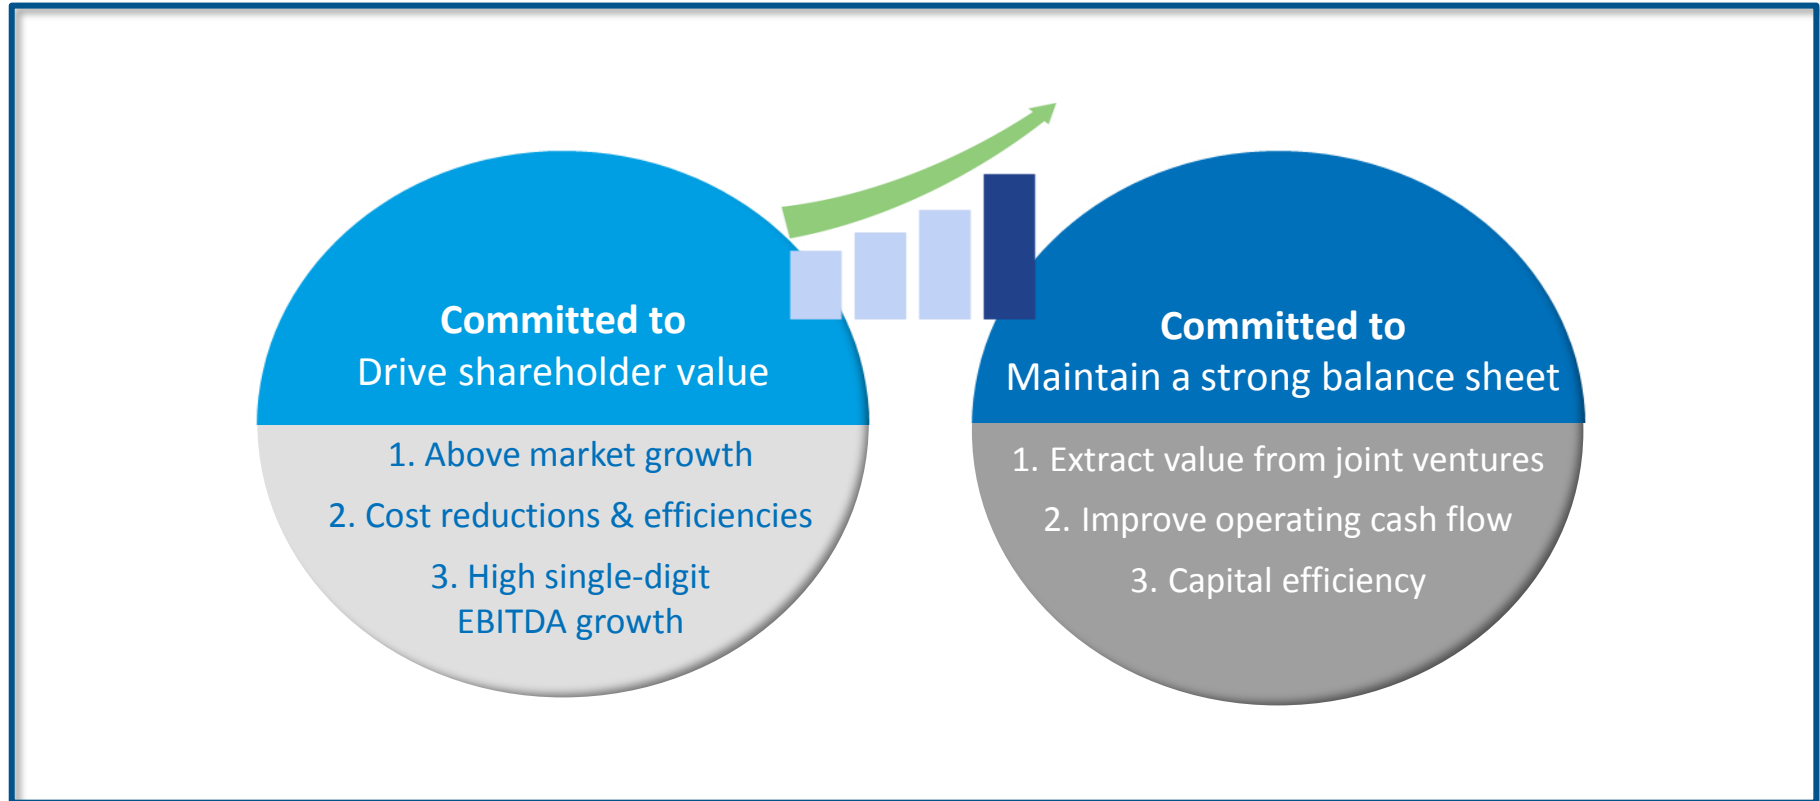 Committed to
Drive shareholder value
1. Above market growth
2. Cost reductions & efficiencies
3. High single-digit
EBITDA growth
Committed to
Maintain a strong balance sheet
1. Extract value from joint ventures
2. Improve operating cash flow
3. Capital efficiency